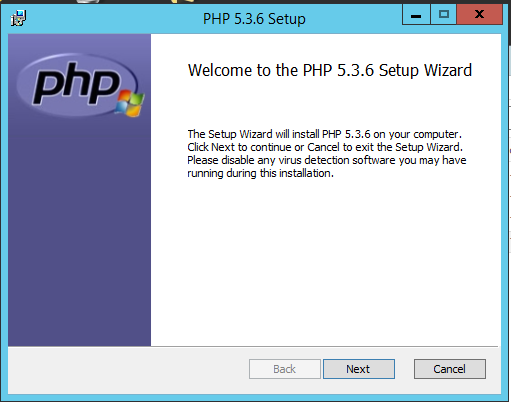 PHP 5.3.6 Setup
php
Welcome to the PHP 5.3.6 Setup Wizard
The Setup Wizard will install PHP 5.3.6 on your computer.
Click Next to continue or Cancel to exit the Setup Wizard.
Please disable any virus detection software you may have
running during this installation.
Back Next Cancel